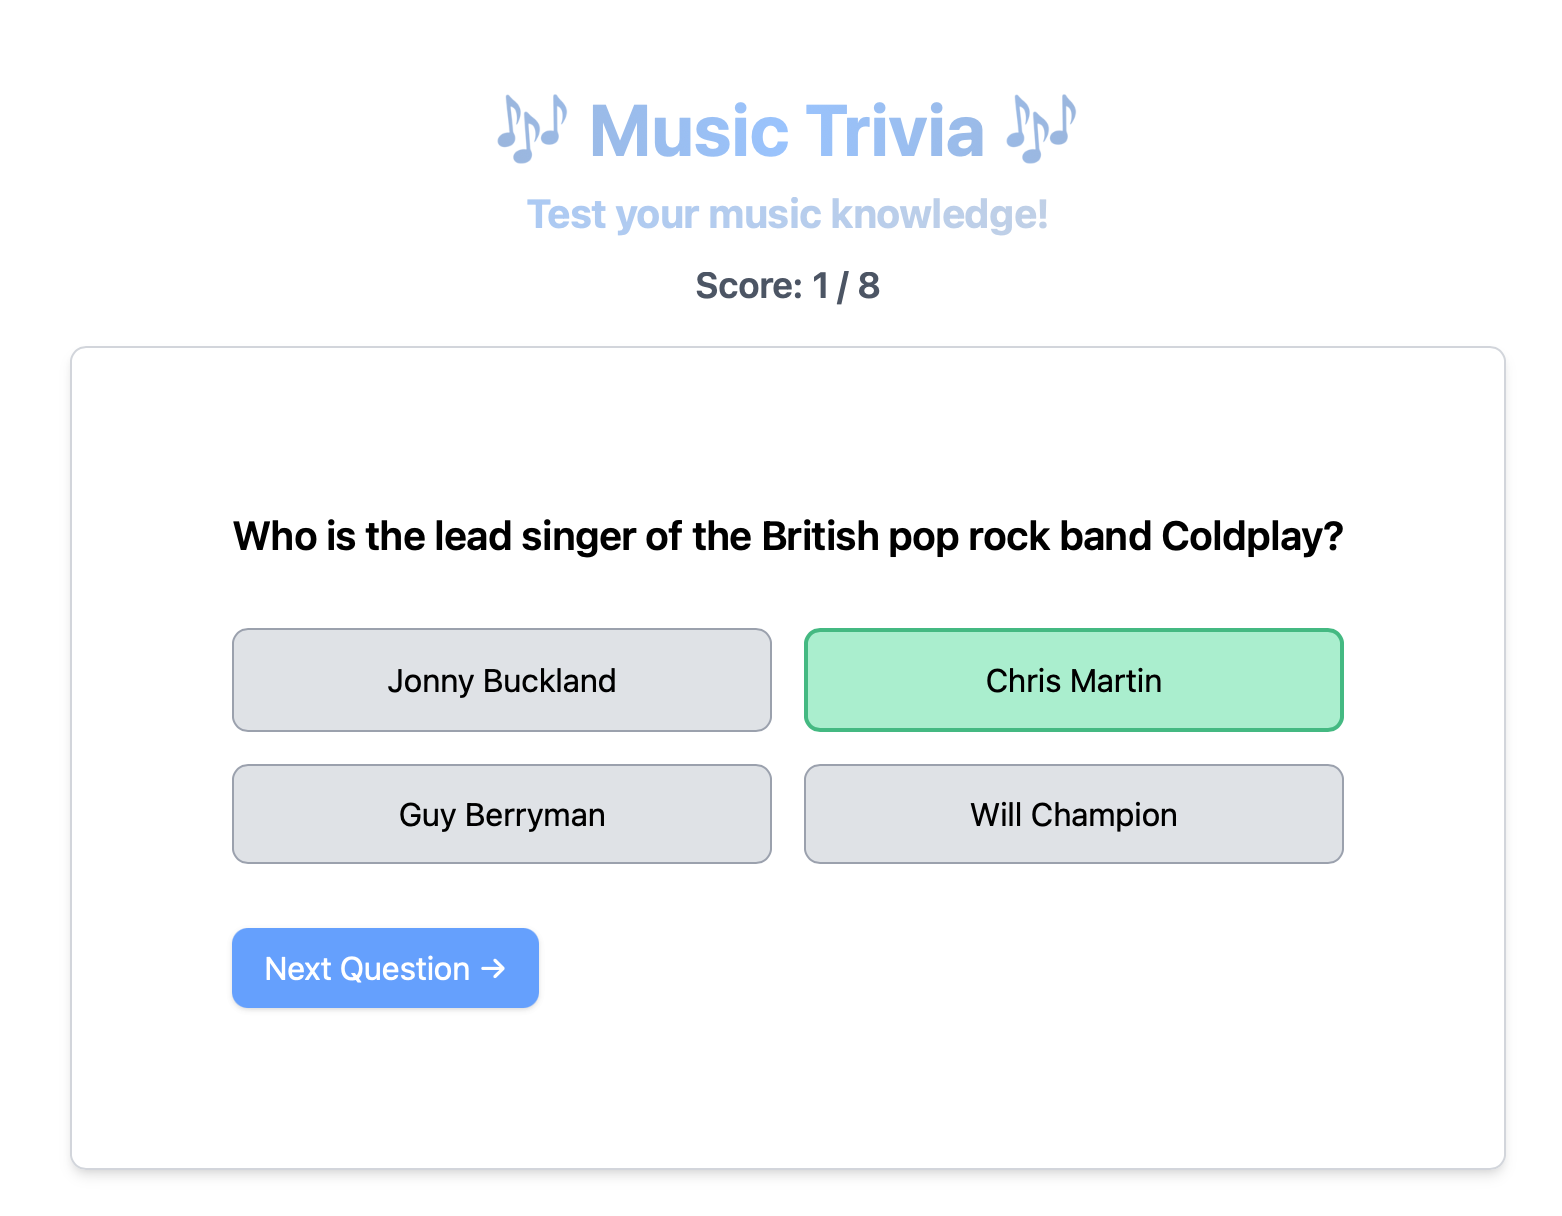 🎶 Music Trivia 🎶
Test your music knowledge!
Score: 1 / 8
Who is the lead singer of the British pop rock band Coldplay?
Jonny Buckland
Chris Martin
Guy Berryman
Will Champion
Next Question →